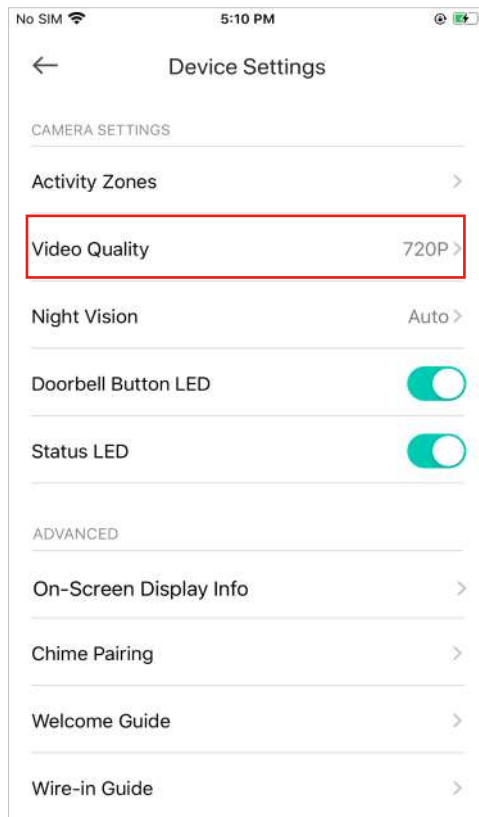 No SIM 5:10 PM
Device Settings
CAMERA SETTINGS
Activity Zones
Video Quality 720P
Night Vision Auto
Doorbell Button LED
Status LED
ADVANCED
On-Screen Display Info
Chime Pairing
Welcome Guide
Wire-in Guide